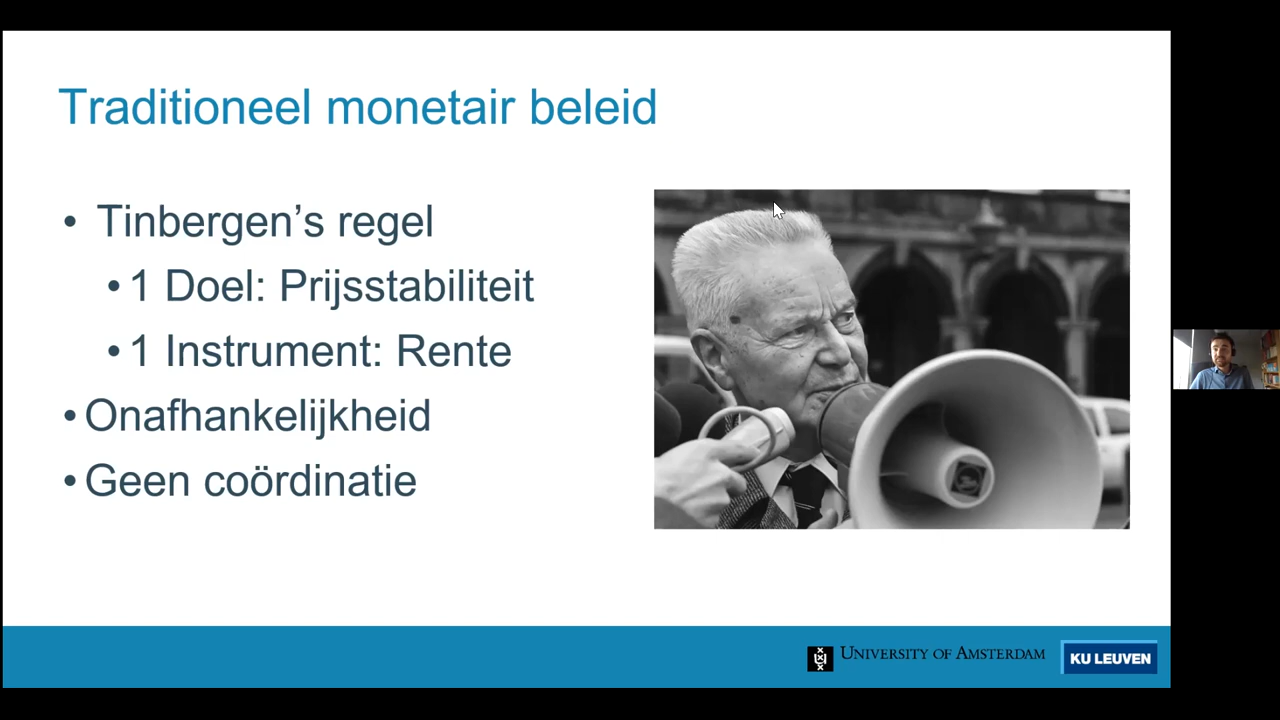 Traditioneel monetair beleid
• Tinbergen’s regel
• 1 Doel: Prijsstabiliteit
• 1 Instrument: Rente
• Onafhankelijkheid
• Geen coördinatie
UNIVERSITY OF AMSTERDAM
KU LEUVEN